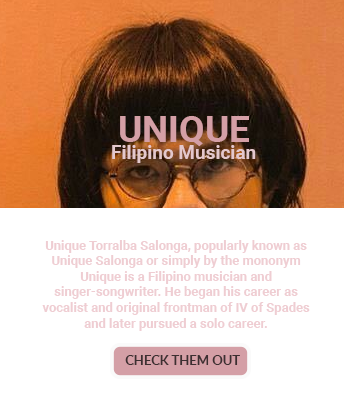 UNIQUE
Filipino Musician
Unique Torralba Salonga, popularly known as
Unique Salonga or simply by the mononym
Unique is a Filipino musician and
singer-songwriter. He began his career as
vocalist and original frontman of IV of Spades
and later pursued a solo career.
CHECK THEM OUT